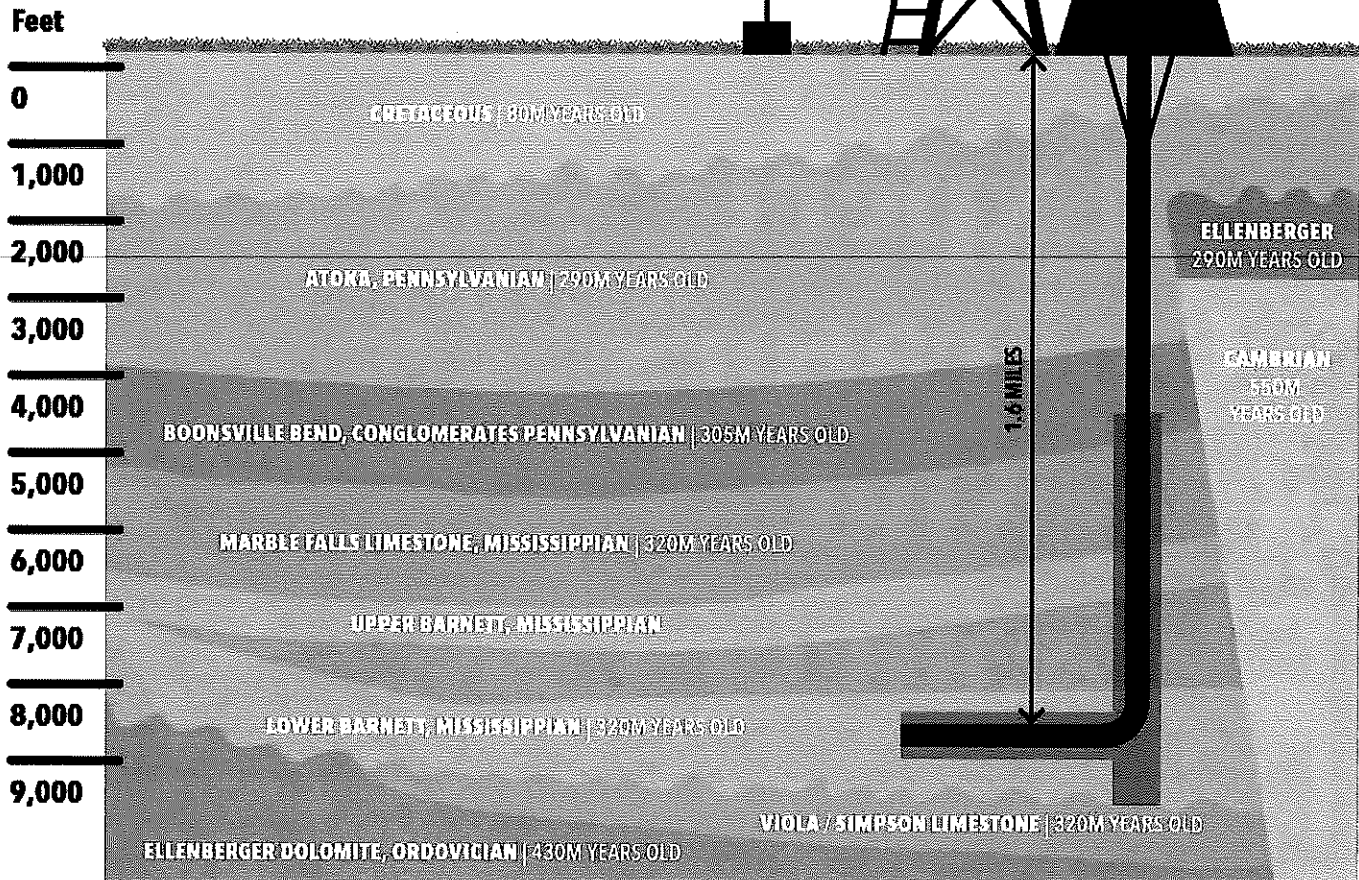 Feet
0
1,000
2,000
3,000
4,000
5,000
6,000
7,000
8,000
9,000
CRETACEOUS | 80M YEARS OLD
ATOKA, PENNSYLVANIAN | 290M YEARS OLD
BOONSVILLE BEND, CONGLOMERATES PENNSYLVANIAN | 305M YEARS OLD
MARBLE FALLS LIMESTONE, MISSISSIPPIAN | 320M YEARS OLD
UPPER BARNETT, MISSISSIPPIAN
LOWER BARNETT, MISSISSIPPIAN | 320M YEARS OLD
VIOLA / SIMPSON LIMESTONE | 320M YEARS OLD
ELLENBERGER DOLOMITE, ORDOVICIAN | 430M YEARS OLD
1.6 MILES
ELLENBERGER
290M YEARS OLD
CAMBRIAN
550M
YEARS OLD